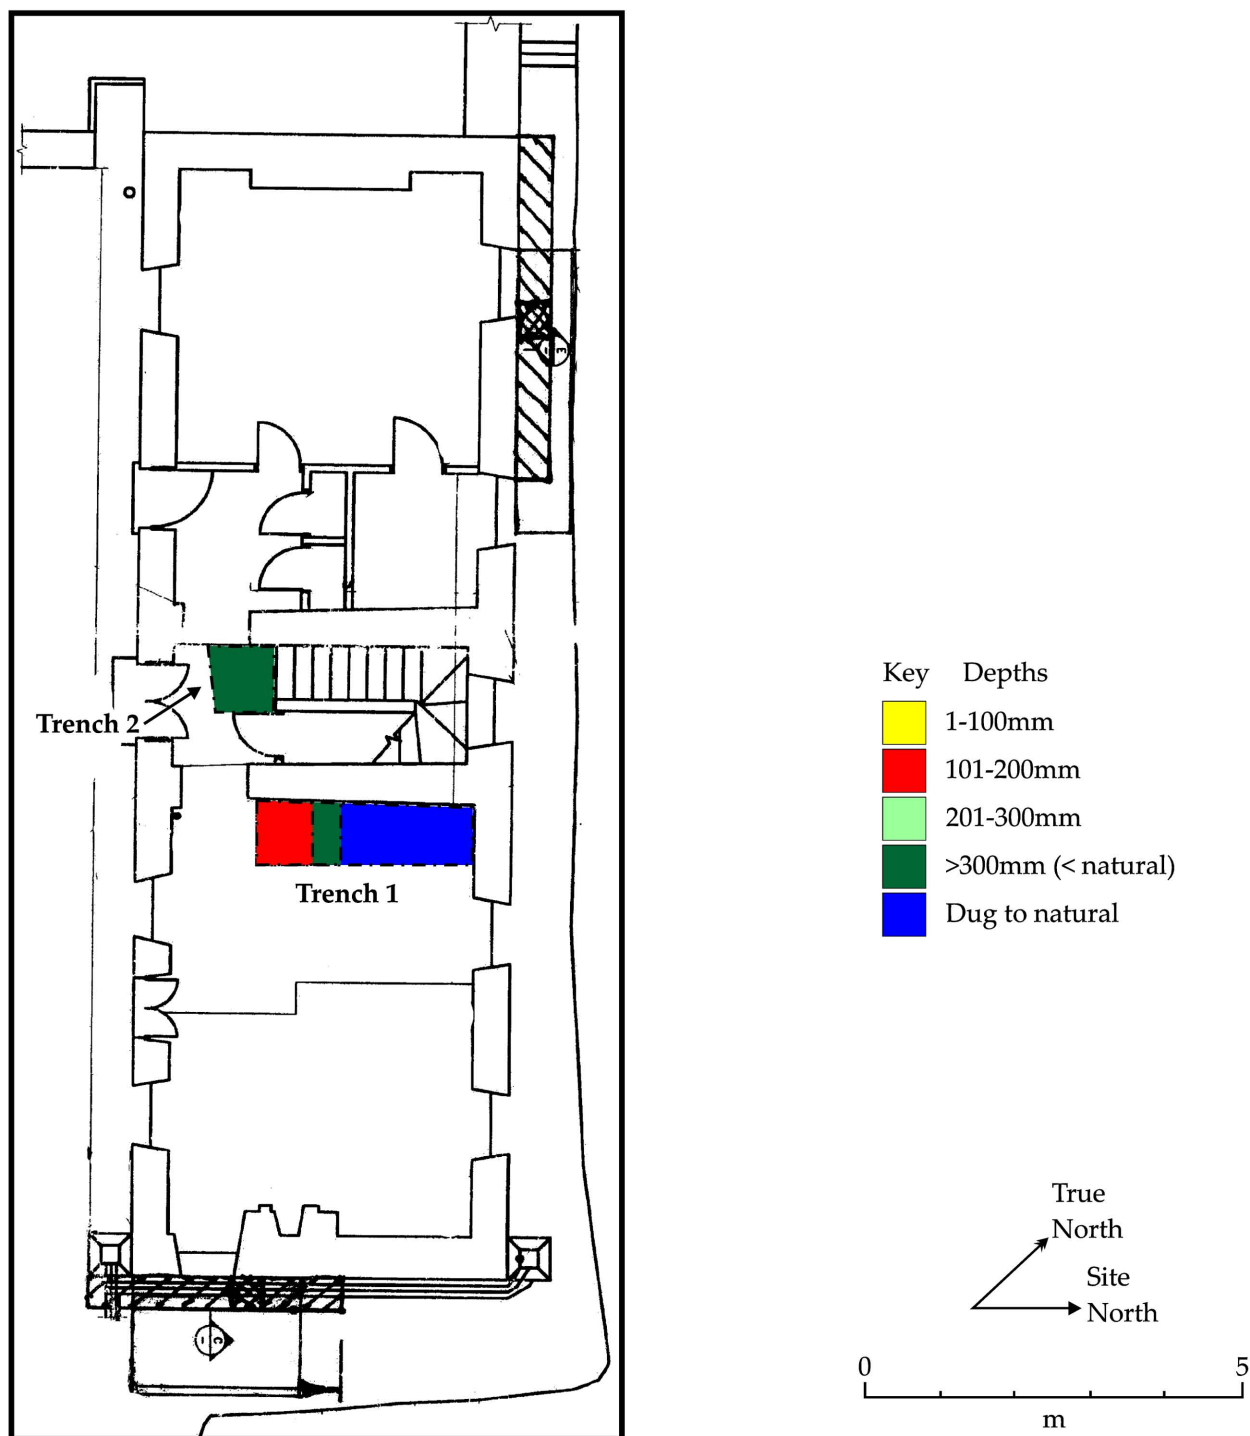 E
Trench 2
Trench 1
C
Key Depths
1-100mm
101-200mm
201-300mm
>300mm (< natural)
Dug to natural
True
North
Site
North
0 5
m